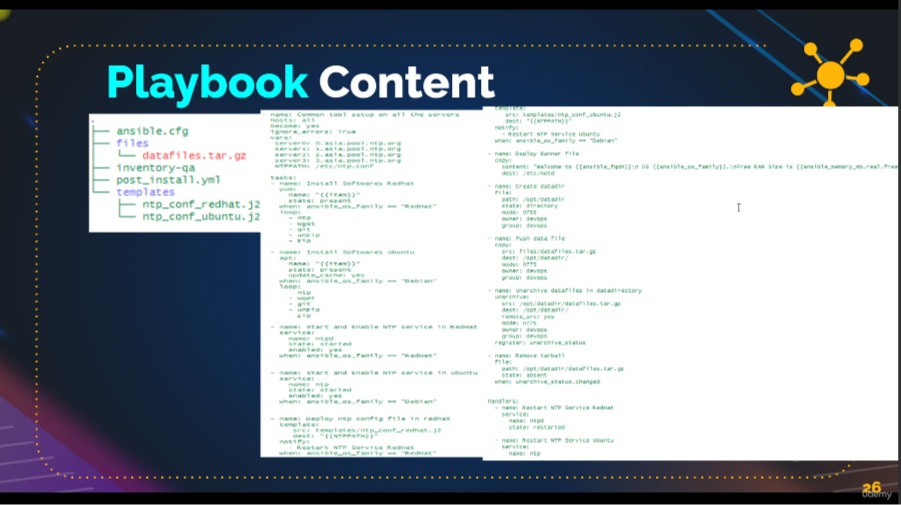 Playbook Content
.
ansible.cfg
files
datafiles.tar.gz
inventory-qa
post_install.yml
templates
ntp_conf_redhat.j2
ntp_conf_ubuntu.j2
name: Common tool setup on all the servers
hosts: all
become: yes
ignore_errors: True
vars:
server0: 0.asia.pool.ntp.org
server1: 1.asia.pool.ntp.org
server2: 2.asia.pool.ntp.org
server3: 3.asia.pool.ntp.org
NTPPATH: /etc/ntp.conf
tasks:
- name: Install Softwares Redhat
yum:
name: "{{item}}"
state: present
when: ansible_os_family == "RedHat"
loop:
- ntp
- wget
- git
- unzip
- zip
- name: Install Softwares Ubuntu
apt:
name: "{{item}}"
state: present
update_cache: yes
when: ansible_os_family == "Debian"
loop:
- ntp
- wget
- git
- unzip
- zip
- name: Start and Enable NTP service in RedHat
service:
name: ntpd
state: started
enabled: yes
when: ansible_os_family == "RedHat"
- name: Start and Enable NTP service in Ubuntu
service:
name: ntp
state: started
enabled: yes
when: ansible_os_family == "Debian"
- name: Deploy ntp config file in redhat
template:
src: templates/ntp_conf_redhat.j2
dest: "{{NTPPATH}}"
notify:
- Restart NTP Service Redhat
when: ansible_os_family == "RedHat"
template:
src: templates/ntp_conf_ubuntu.j2
dest: "{{NTPPATH}}"
notify:
- Restart NTP Service Ubuntu
when: ansible_os_family == "Debian"
- name: Deploy Banner File
copy:
content: "Welcome to {{ansible_fqdn}}\n OS {{ansible_os_family}}.\nFree RAM Size is {{ansible_memory_mb.real.free
dest: /etc/motd
- name: Create datadir
file:
path: /opt/datadir
state: directory
mode: 0755
owner: devops
group: devops
- name: Push data file
copy:
src: files/datafiles.tar.gz
dest: /opt/datadir/
mode: 0775
owner: devops
group: devops
- name: Unarchive datafiles in datadirectory
unarchive:
src: /opt/datadir/datafiles.tar.gz
dest: /opt/datadir/
remote_src: yes
mode: 0775
owner: devops
group: devops
register: unarchive_status
- name: Remove tarball
file:
path: /opt/datadir/datafiles.tar.gz
state: absent
when: unarchive_status.changed
handlers:
- name: Restart NTP Service Redhat
service:
name: ntpd
state: restarted
- name: Restart NTP Service Ubuntu
service:
name: ntp
26
udemy